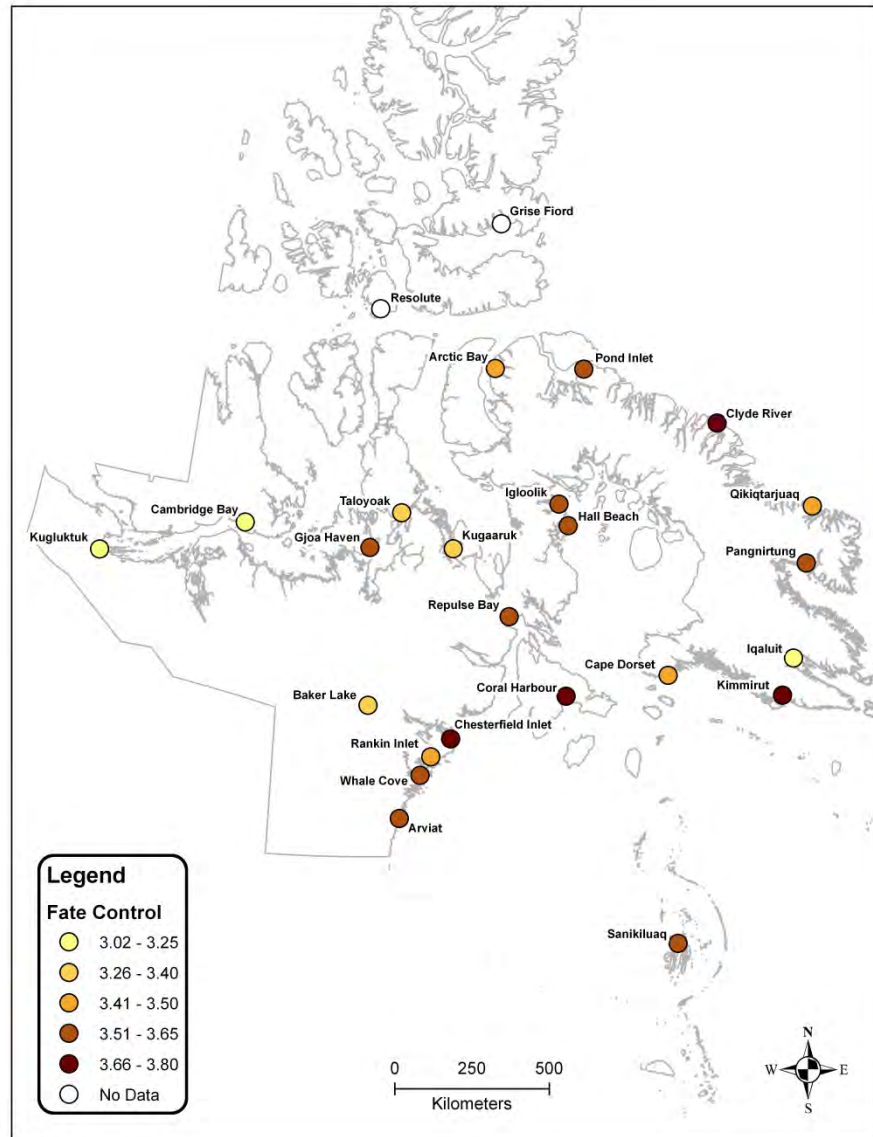 Grise Fiord
Resolute
Arctic Bay
Pond Inlet
Clyde River
Igloolik
Qikiqtarjuaq
Taloyoak
Cambridge Bay
Hall Beach
Kugluktuk
Gjoa Haven
Kugaaruk
Pangnirtung
Repulse Bay
Iqaluit
Cape Dorset
Kimmirut
Coral Harbour
Baker Lake
Chesterfield Inlet
Rankin Inlet
Whale Cove
Arviat
Sanikiluaq
Legend
Fate Control
3.02 - 3.25
3.26 - 3.40
3.41 - 3.50
3.51 - 3.65
3.66 - 3.80
No Data
0 500
Kilometers
N
W E
S